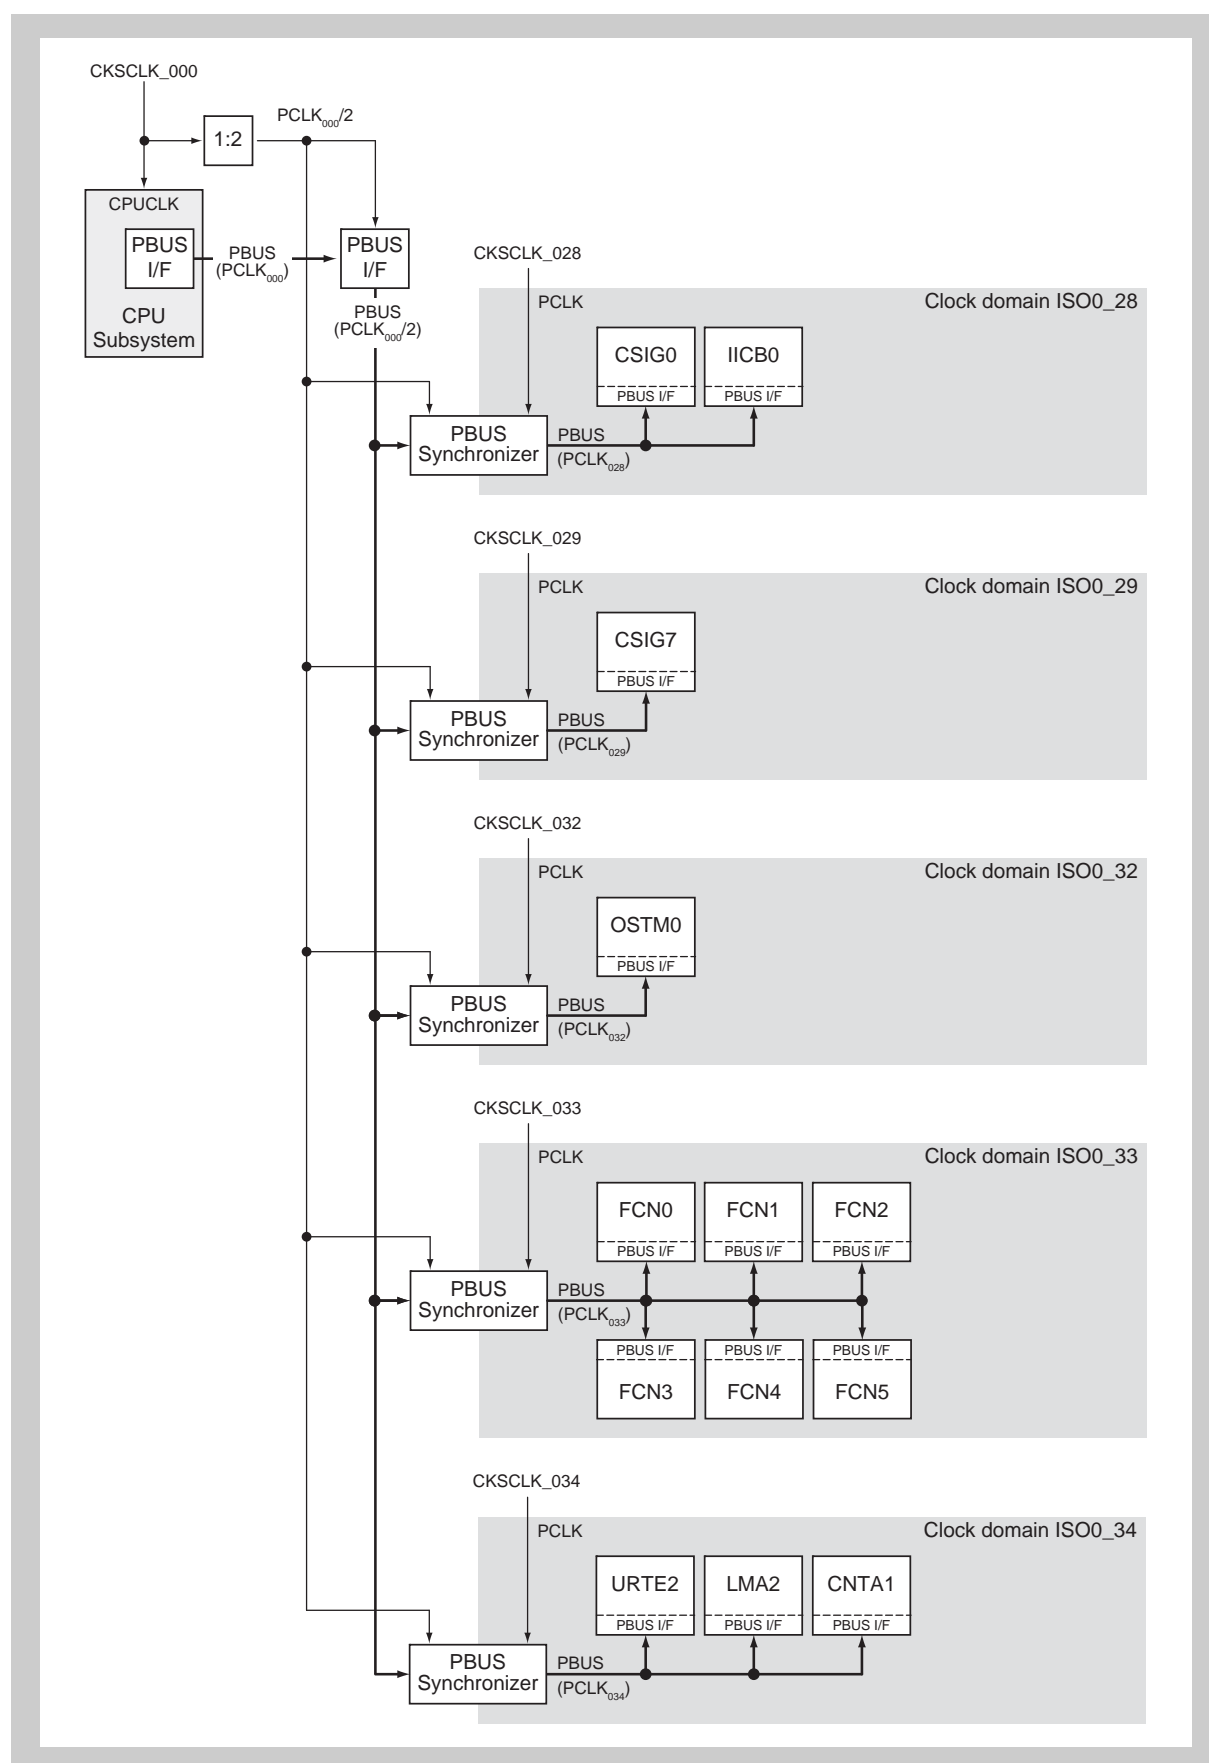 CKSCLK_000
PCLK000/2
1:2
CPUCLK
PBUS
I/F
PBUS
(PCLK000)
PBUS
I/F
CPU
Subsystem
PBUS
(PCLK000/2)
CKSCLK_028
PCLK
Clock domain ISO0_28
CSIG0
PBUS I/F
IICB0
PBUS I/F
PBUS
Synchronizer
PBUS
(PCLK028)
CKSCLK_029
PCLK
Clock domain ISO0_29
CSIG7
PBUS I/F
PBUS
Synchronizer
PBUS
(PCLK029)
CKSCLK_032
PCLK
Clock domain ISO0_32
OSTM0
PBUS I/F
PBUS
Synchronizer
PBUS
(PCLK032)
CKSCLK_033
PCLK
Clock domain ISO0_33
FCN0
PBUS I/F
FCN1
PBUS I/F
FCN2
PBUS I/F
PBUS
Synchronizer
PBUS
(PCLK033)
PBUS I/F
FCN3
PBUS I/F
FCN4
PBUS I/F
FCN5
CKSCLK_034
PCLK
Clock domain ISO0_34
URTE2
PBUS I/F
LMA2
PBUS I/F
CNTA1
PBUS I/F
PBUS
Synchronizer
PBUS
(PCLK034)